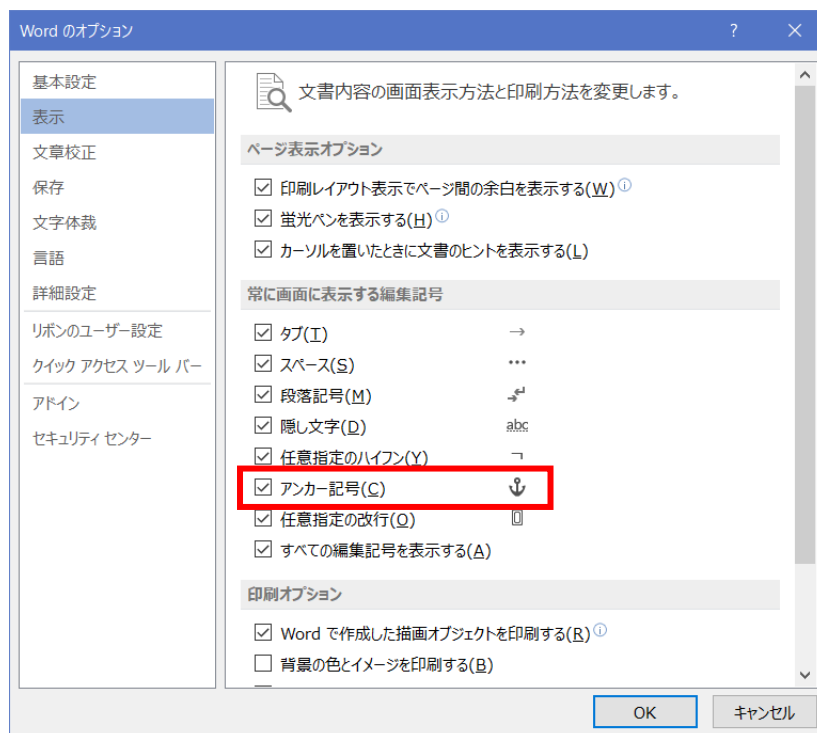 Word のオプション
?
基本設定
表示
文章校正
保存
文字体裁
言語
詳細設定
リボンのユーザー設定
クイック アクセス ツール バー
アドイン
セキュリティ センター
文書内容の画面表示方法と印刷方法を変更します。
ページ表示オプション
印刷レイアウト表示でページ間の余白を表示する(W)
蛍光ペンを表示する(H)
カーソルを置いたときに文書のヒントを表示する(L)
常に画面に表示する編集記号
タブ(T)
スペース(S)
段落記号(M)
隠し文字(D) abc
任意指定のハイフン(Y)
アンカー記号(C)
任意指定の改行(O)
すべての編集記号を表示する(A)
印刷オプション
Word で作成した描画オブジェクトを印刷する(R)
背景の色とイメージを印刷する(B)
OK
キャンセル